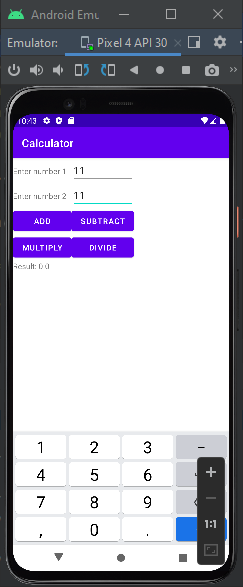 Android Emu
Emulator: Pixel 4 API 30
10:43
Calculator
Enter number 1 11
Enter number 2 11
ADD SUBTRACT
MULTIPLY DIVIDE
Result: 0.0
1 2 3 –
4 5 6
7 8 9
, 0 .
1:1